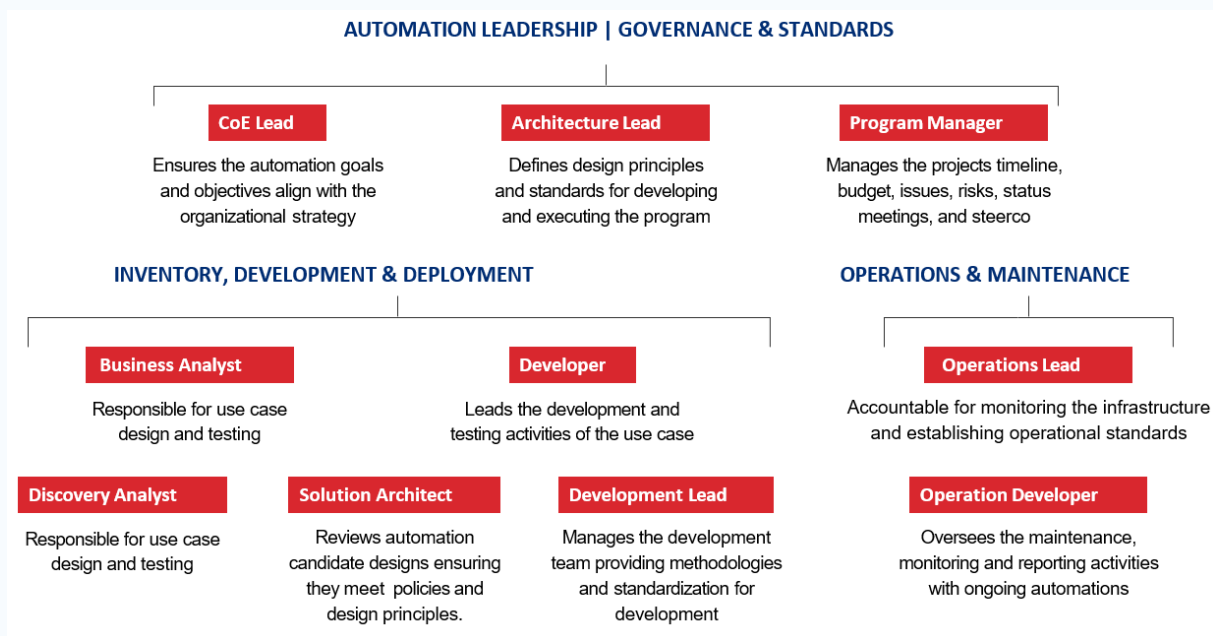 AUTOMATION LEADERSHIP | GOVERNANCE & STANDARDS
CoE Lead
Ensures the automation goals
and objectives align with the
organizational strategy
Architecture Lead
Defines design principles
and standards for developing
and executing the program
Program Manager
Manages the projects timeline,
budget, issues, risks, status
meetings, and steerco
INVENTORY, DEVELOPMENT & DEPLOYMENT
Business Analyst
Responsible for use case
design and testing
Developer
Leads the development and
testing activities of the use case
Discovery Analyst
Responsible for use case
design and testing
Solution Architect
Reviews automation
candidate designs ensuring
they meet policies and
design principles.
Development Lead
Manages the development
team providing methodologies
and standardization for
development
OPERATIONS & MAINTENANCE
Operations Lead
Accountable for monitoring the infrastructure
and establishing operational standards
Operation Developer
Oversees the maintenance,
monitoring and reporting activities
with ongoing automations